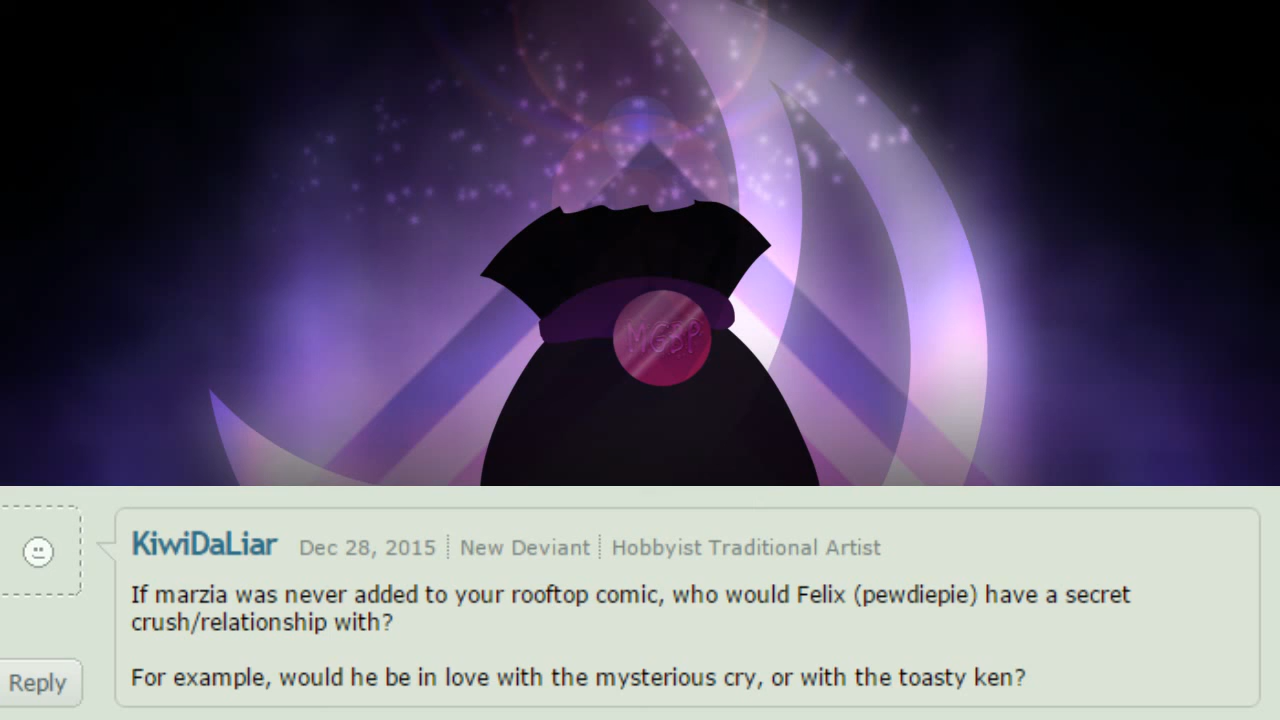 MGBP
KiwiDaLiar Dec 28, 2015 New Deviant Hobbyist Traditional Artist
If marzia was never added to your rooftop comic, who would Felix (pewdiepie) have a secret
crush/relationship with?
For example, would he be in love with the mysterious cry, or with the toasty ken?
Reply